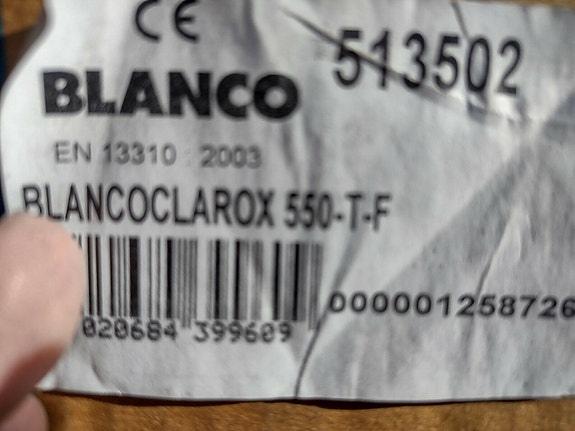 CE
513502
BLANCO
EN 13310 : 2003
BLANCOCLAROX 550-T-F
000001258726
020684 399609